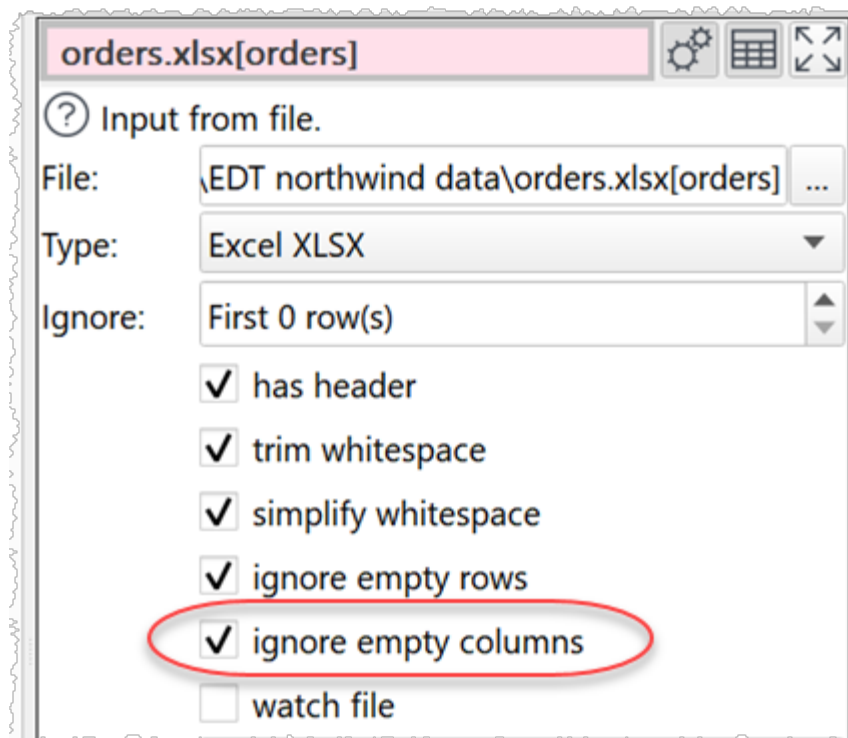 orders.xlsx[orders]
? Input from file.
File: \EDT northwind data\orders.xlsx[orders] ...
Type: Excel XLSX
Ignore: First 0 row(s)
has header
trim whitespace
simplify whitespace
ignore empty rows
ignore empty columns
watch file